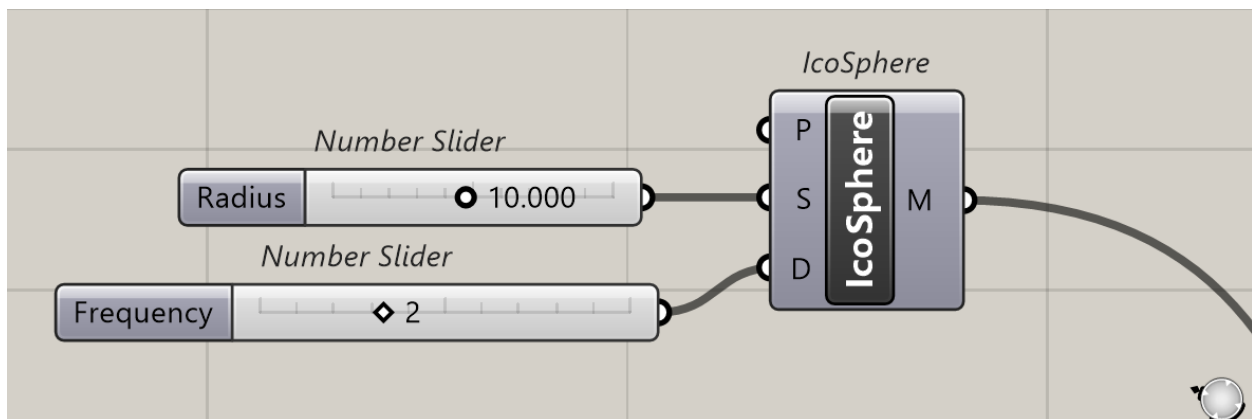 IcoSphere
Number Slider
P
Radius 10.000
S
IcoSphere
M
Number Slider
D
Frequency 2